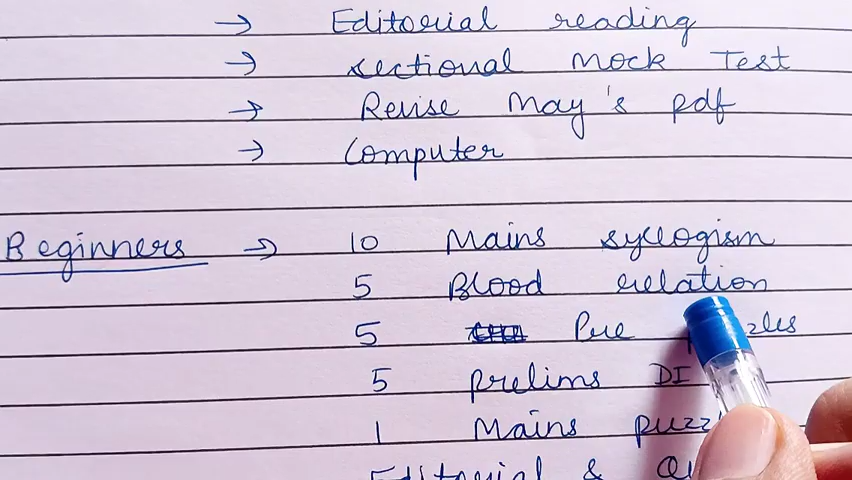 → Editorial reading
→ sectional Mock Test
→ Revise May's pdf
→ Computer
Beginners → 10 Mains syllogism
5 Blood relation
5 Pre
5 prelims DI
1 Mains
Editorial &